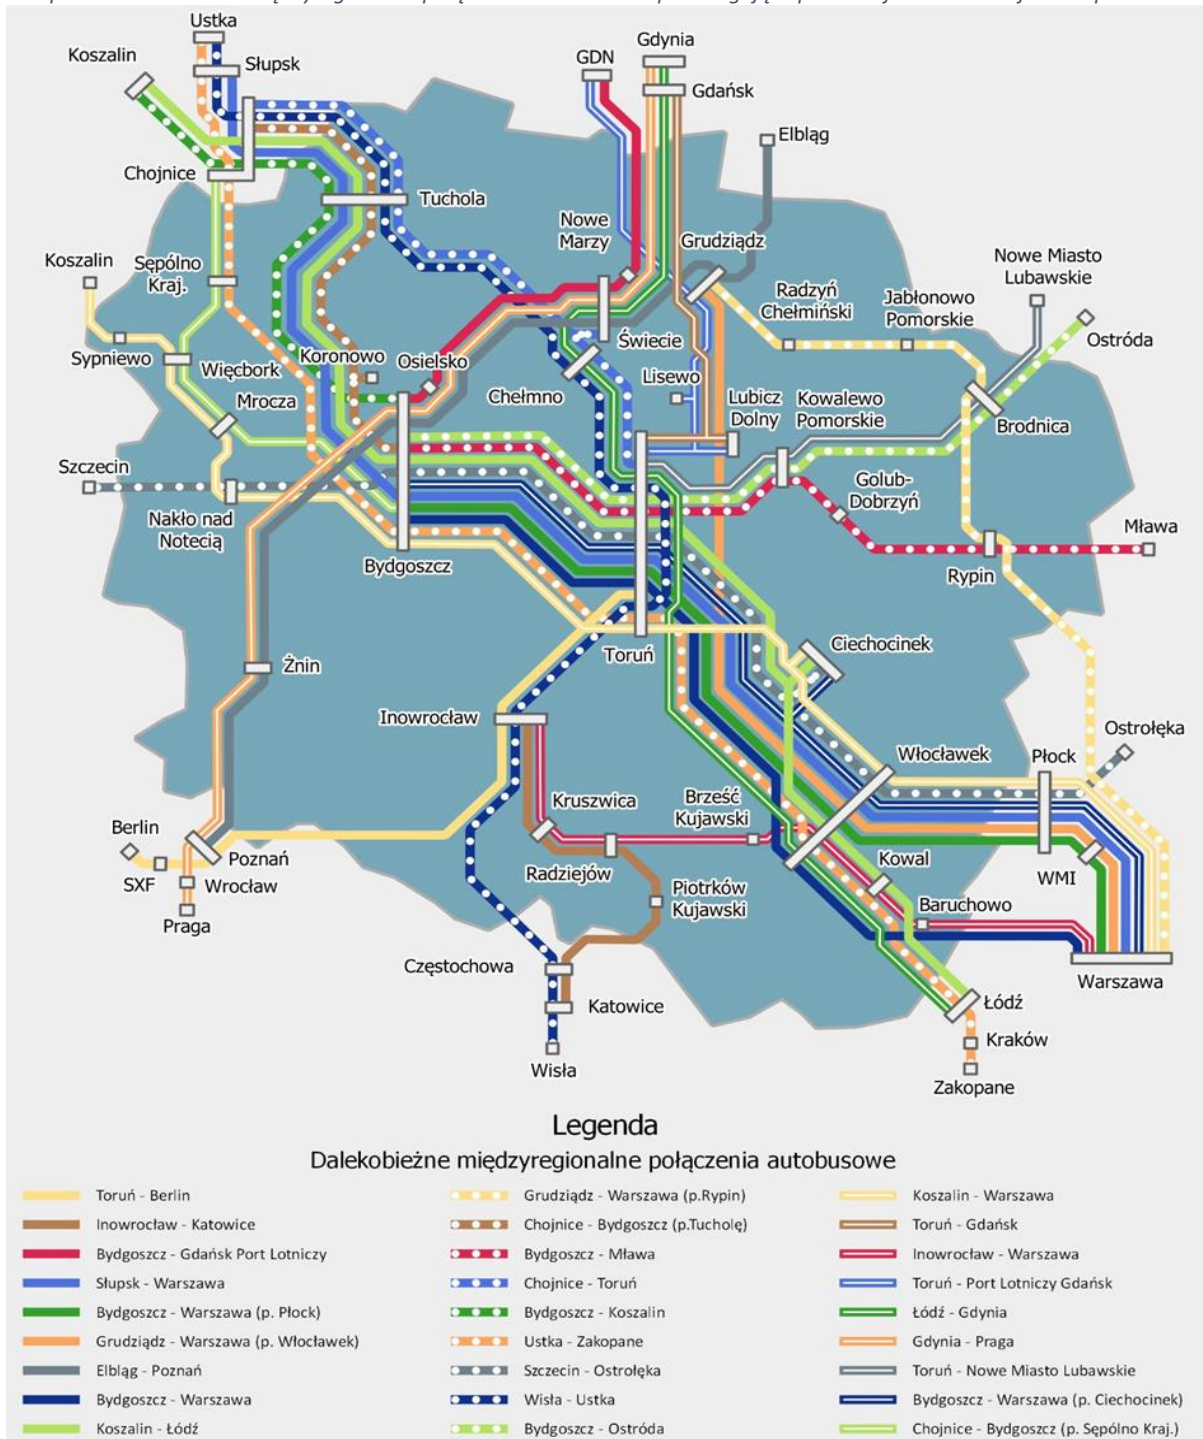 Ustka
Koszalin
Słupsk
GDN
Gdynia
Gdańsk
Elbląg
Chojnice
Tuchola
Nowe
Marzy
Grudziądz
Nowe Miasto
Lubawskie
Koszalin
Sępólno
Kraj.
Radzyń
Chełmiński
Jabłonowo
Pomorskie
Ostróda
Sypniewo
Więcbork
Koronowo
Osielsko
Świecie
Lisewo
Mrocza
Chełmno
Lubicz
Dolny
Kowalewo
Pomorskie
Brodnica
Szczecin
Golub-
Dobrzyń
Nakło nad
Notecią
Mława
Bydgoszcz
Rypin
Toruń
Ciechocinek
Żnin
Inowrocław
Włocławek
Płock
Ostrołęka
Berlin
Kruszwica
Brześć
Kujawski
SXF
Poznań
Wrocław
Radziejów
Kowal
WMI
Praga
Piotrków
Kujawski
Baruchowo
Częstochowa
Warszawa
Katowice
Łódź
Kraków
Wisła
Zakopane
Legenda
Dalekobieżne międzyregionalne połączenia autobusowe
Toruń - Berlin
Inowrocław - Katowice
Bydgoszcz - Gdańsk Port Lotniczy
Słupsk - Warszawa
Bydgoszcz - Warszawa (p. Płock)
Grudziądz - Warszawa (p. Włocławek)
Elbląg - Poznań
Bydgoszcz - Warszawa
Koszalin - Łódź
Grudziądz - Warszawa (p.Rypin)
Chojnice - Bydgoszcz (p.Tucholę)
Bydgoszcz - Mława
Chojnice - Toruń
Bydgoszcz - Koszalin
Ustka - Zakopane
Szczecin - Ostrołęka
Wisła - Ustka
Bydgoszcz - Ostróda
Koszalin - Warszawa
Toruń - Gdańsk
Inowrocław - Warszawa
Toruń - Port Lotniczy Gdańsk
Łódź - Gdynia
Gdynia - Praga
Toruń - Nowe Miasto Lubawskie
Bydgoszcz - Warszawa (p. Ciechocinek)
Chojnice - Bydgoszcz (p. Sępólno Kraj.)